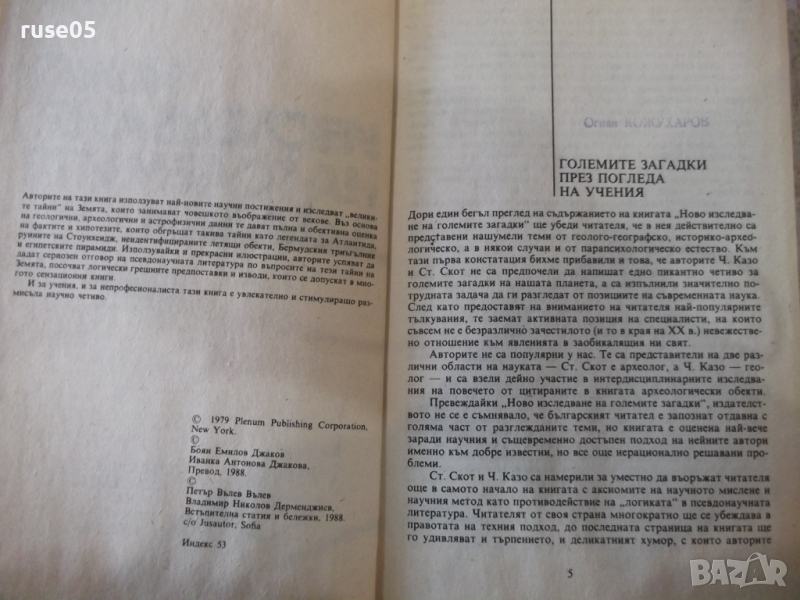 ruse05
Авторите на тази книга използуват най-новите научни постижения и изследват „велики-
те тайни" на Земята, които занимават човешкото въображение от векове. Въз основа
на геологични, археологични и астрофизични данни те дават пълна и обективна оценка
на фактите и хипотезите, които обгръщат такива тайни като легендата за Атлантида,
руините на Стоунхендж, неидентифицираните летящи обекти, Бермудския триъгълник
и египетските пирамиди. Използувайки и прекрасни илюстрации, авторите успяват да
дадат сериозен отговор на псевдонаучната литература по въпросите на тези тайни на
Земята, посочват логически грешните предпоставки и изводи, които се допускат в мно-
гото сензационни книги.
И за учения, и за непрофесионалиста тази книга е увлекателно и стимулиращо раз-
мисъла научно четиво.
© 1979 Plenum Publishing Corporation,
New York.
©
Боян Емилов Джаков
Иванка Антонова Джакова,
Превод, 1988.
©
Петър Вълев Вълев
Владимир Николов Дерменджиев,
Встъпителна статия и бележки, 1988.
c/o Jusautor, Sofia
Индекс 53
Огнян КОЖУХАРОВ
ГОЛЕМИТЕ ЗАГАДКИ
ПРЕЗ ПОГЛЕДА
НА УЧЕНИЯ
Дори един бегъл преглед на съдържанието на книгата „Ново изследва-
не на големите загадки" ще убеди читателя, че в нея действително са
представени нашумели теми от геолого-географско, историко-архео-
логическо, а в някои случаи и от парапсихологическо естество. Към
тази първа констатация бихме прибавили и това, че авторите Ч. Казо
и Ст. Скот не са предпочели да напишат едно пикантно четиво за
големите загадки на нашата планета, а са изпълнили значително по-
трудната задача да ги разгледат от позициите на съвременната наука.
След като предоставят на вниманието на читателя най-популярните
тълкувания, те заемат активната позиция на специалисти, на които
съвсем не е безразлично зачестилото (и то в края на XX в.) невежестве-
но отношение към явленията в заобикалящия ни свят.
Авторите не са популярни у нас. Те са представители на две раз-
лични области на науката — Ст. Скот е археолог, а Ч. Казо — гео-
лог — и са взели дейно участие в интердисциплинарните изследва-
ния на повечето от цитираните в книгата археологически обекти.
Превеждайки „Ново изследване на големите загадки", издателст-
вото не се е съмнявало, че българският читател е запознат отдавна с
голяма част от разглежданите теми, но книгата е оценена най-вече
заради научния и същевременно достъпен подход на нейните автори
именно към добре известни, но все още нерационално решавани про-
блеми.
Ст. Скот и Ч. Казо са намерили за уместно да въоръжат читателя
още в самото начало на книгата с аксиомите на научното мислене и
научния метод като противодействие на „логиката" в псевдонаучната
литература. Читателят от своя страна многократно ще се убеждава в
правотата на техния подход, до последната страница на книгата ще
го удивляват и търпението, и деликатният хумор, с които авторите
5
BAZAR